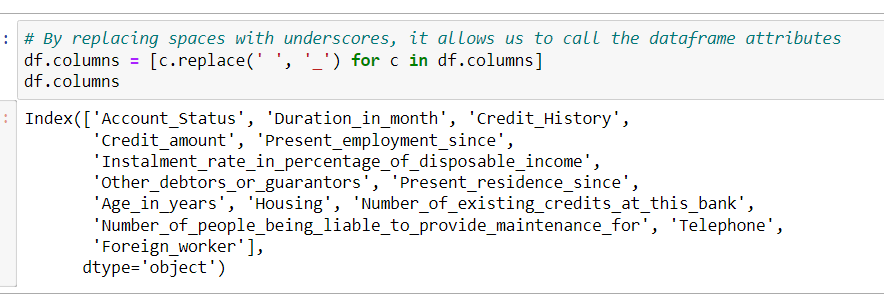 : # By replacing spaces with underscores, it allows us to call the dataframe attributes
df.columns = [c.replace(' ', '_') for c in df.columns]
df.columns
: Index(['Account_Status', 'Duration_in_month', 'Credit_History',
'Credit_amount', 'Present_employment_since',
'Instalment_rate_in_percentage_of_disposable_income',
'Other_debtors_or_guarantors', 'Present_residence_since',
'Age_in_years', 'Housing', 'Number_of_existing_credits_at_this_bank',
'Number_of_people_being_liable_to_provide_maintenance_for', 'Telephone',
'Foreign_worker'],
dtype='object')